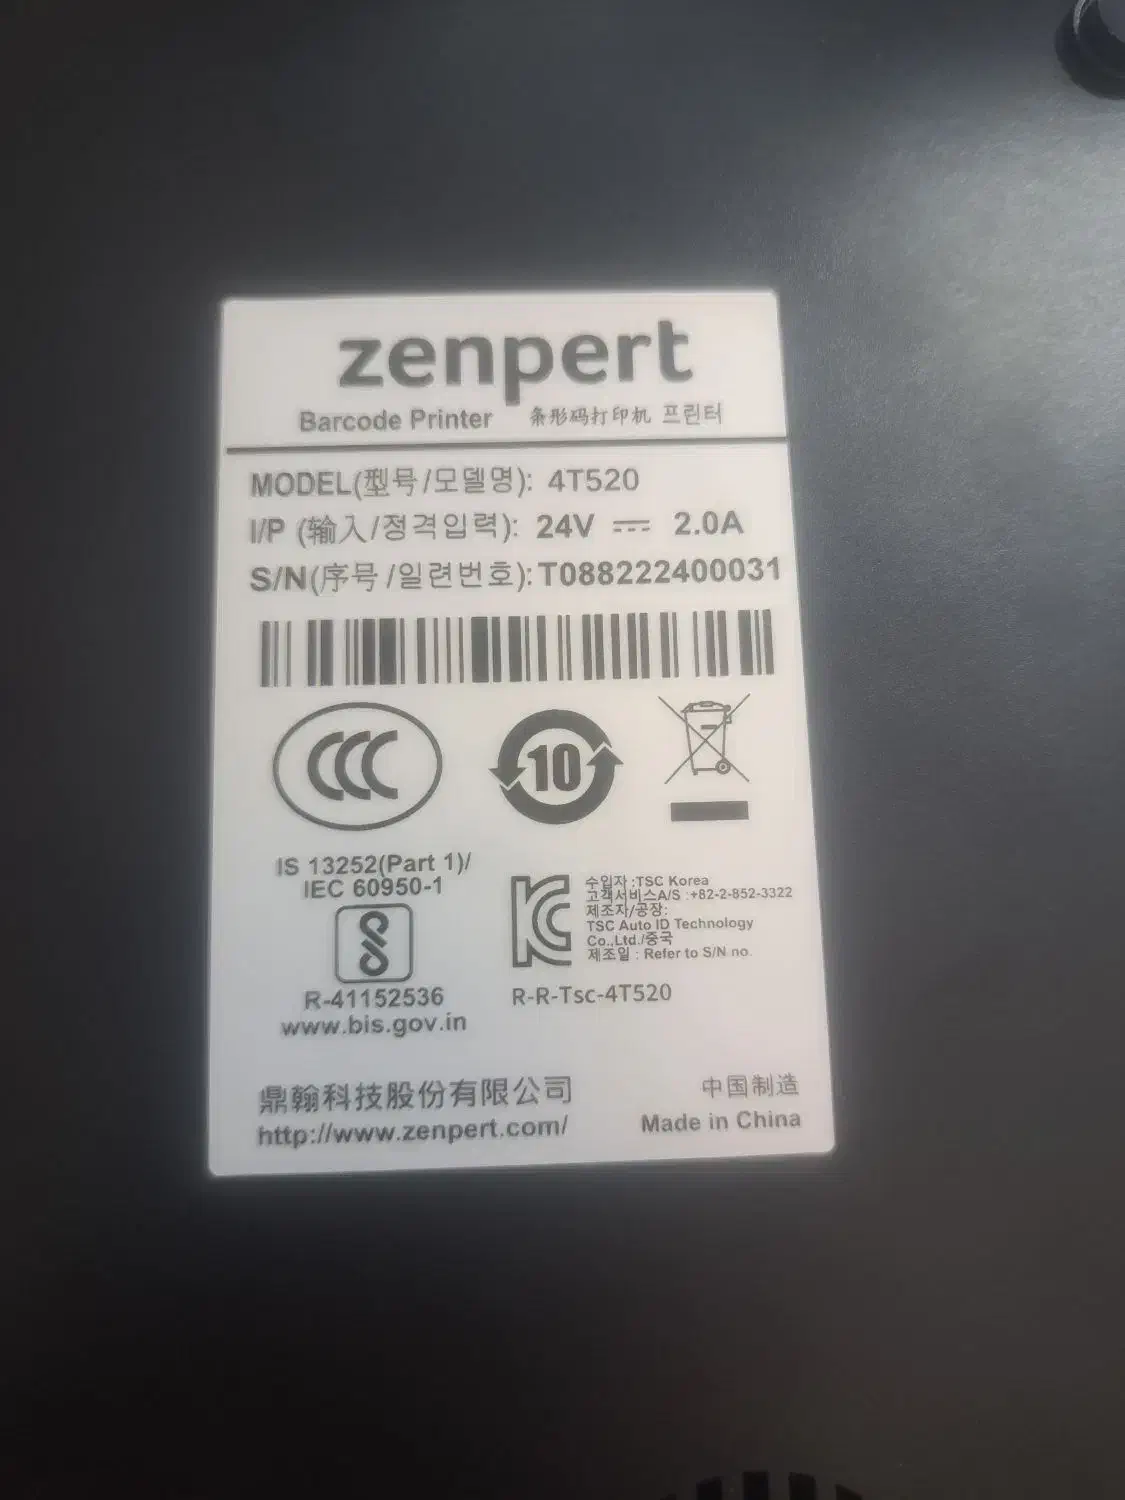 zenpert
Barcode Printer 条形码打印机 프린터
MODEL(型号/모델명): 4T520
I/P (输入/정격입력): 24V ⎓ 2.0A
S/N(序号/일련번호): T088222400031
CCC
10
IS 13252(Part 1)/
IEC 60950-1
R-41152536
www.bis.gov.in
KC
수입자 :TSC Korea
고객서비스A/S :+82-2-852-3322
제조자/공장:
TSC Auto ID Technology
Co.,Ltd./중국
제조일 : Refer to S/N no.
R-R-Tsc-4T520
鼎翰科技股份有限公司
http://www.zenpert.com/
中国制造
Made in China